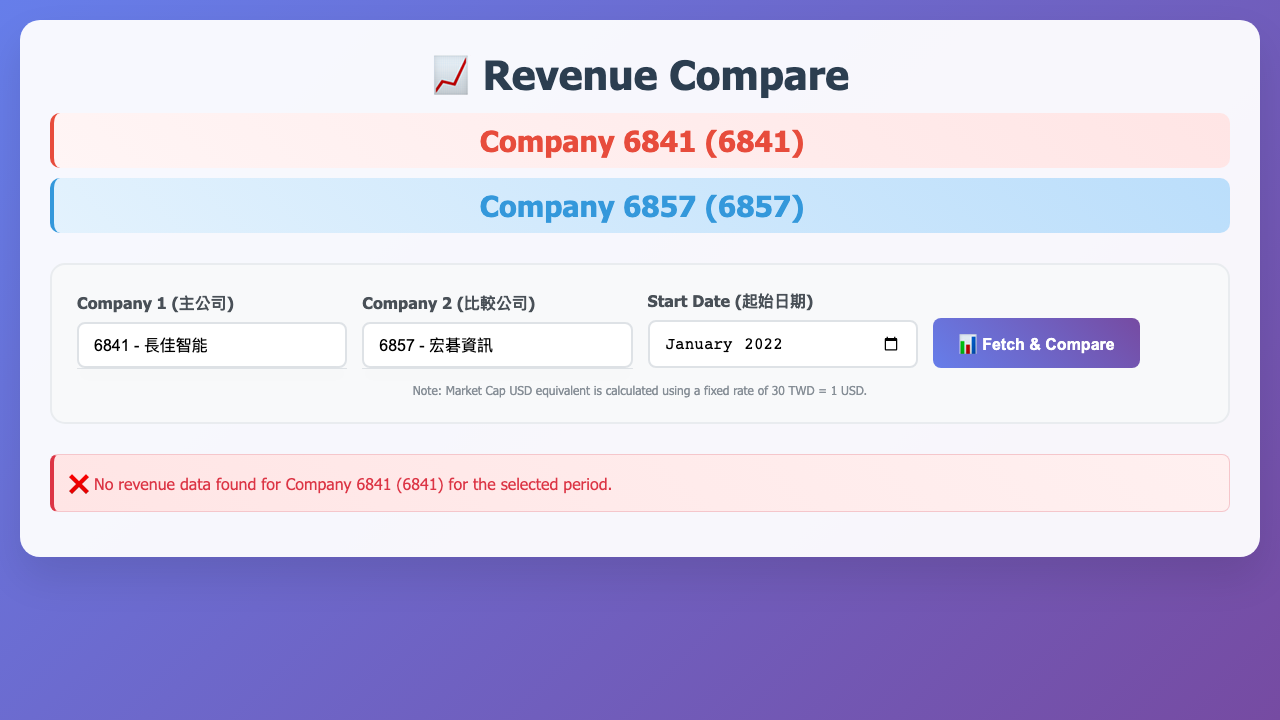 📈 Revenue Compare
Company 6841 (6841)
Company 6857 (6857)
Company 1 (主公司)
Company 2 (比較公司)
Start Date (起始日期)
6841 - 長佳智能
6857 - 宏碁資訊
January 2022
📊 Fetch & Compare
Note: Market Cap USD equivalent is calculated using a fixed rate of 30 TWD = 1 USD.
❌ No revenue data found for Company 6841 (6841) for the selected period.